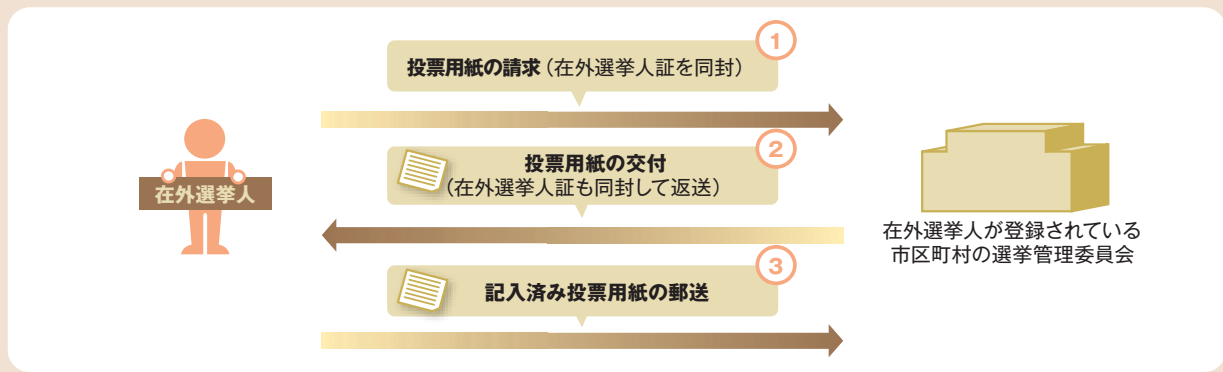 1
投票用紙の請求（在外選挙人証を同封）
2
投票用紙の交付
（在外選挙人証も同封して返送）
在外選挙人
在外選挙人が登録されている
市区町村の選挙管理委員会
3
記入済み投票用紙の郵送